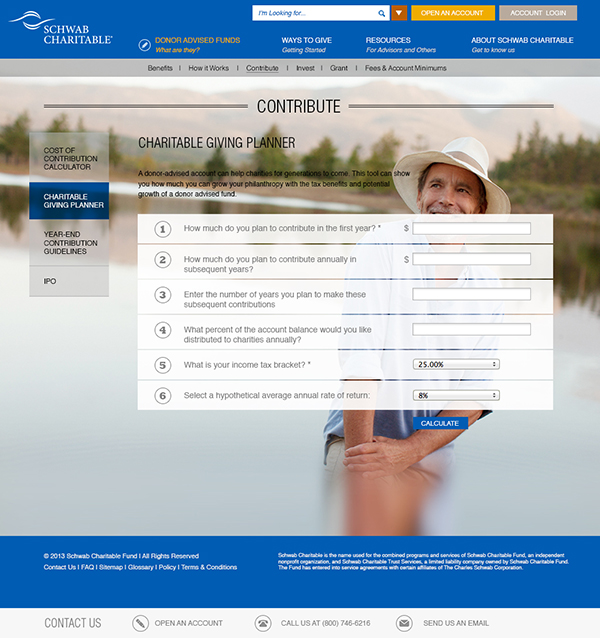 I'm Looking for...
OPEN AN ACCOUNT
ACCOUNT LOGIN
SCHWAB
CHARITABLE®
DONOR ADVISED FUNDS
What are they?
WAYS TO GIVE
Getting Started
RESOURCES
For Advisors and Others
ABOUT SCHWAB CHARITABLE
Get to know us
Benefits | How it Works | Contribute | Invest | Grant | Fees & Account Minimums
CONTRIBUTE
COST OF
CONTRIBUTION
CALCULATOR
CHARITABLE
GIVING PLANNER
YEAR-END
CONTRIBUTION
GUIDELINES
IPO
CHARITABLE GIVING PLANNER
A donor-advised account can help charities for generations to come. This tool can show
you how much you can grow your philanthropy with the tax benefits and potential
growth of a donor advised fund.
1 How much do you plan to contribute in the first year? * $
2 How much do you plan to contribute annually in $
subsequent years?
3 Enter the number of years you plan to make these
subsequent contributions
4 What percent of the account balance would you like
distributed to charities annually?
5 What is your income tax bracket? * 25.00%
6 Select a hypothetical average annual rate of return: 8%
CALCULATE
© 2013 Schwab Charitable Fund | All Rights Reserved
Contact Us | FAQ | Sitemap | Glossary | Policy | Terms & Conditions
Schwab Charitable is the name used for the combined programs and services of Schwab Charitable Fund, an independent
nonprofit organization, and Schwab Charitable Trust Services, a limited liability company owned by Schwab Charitable Fund.
The Fund has entered into service agreements with certain affiliates of The Charles Schwab Corporation.
CONTACT US
OPEN AN ACCOUNT
CALL US AT (800) 746-6216
SEND US AN EMAIL